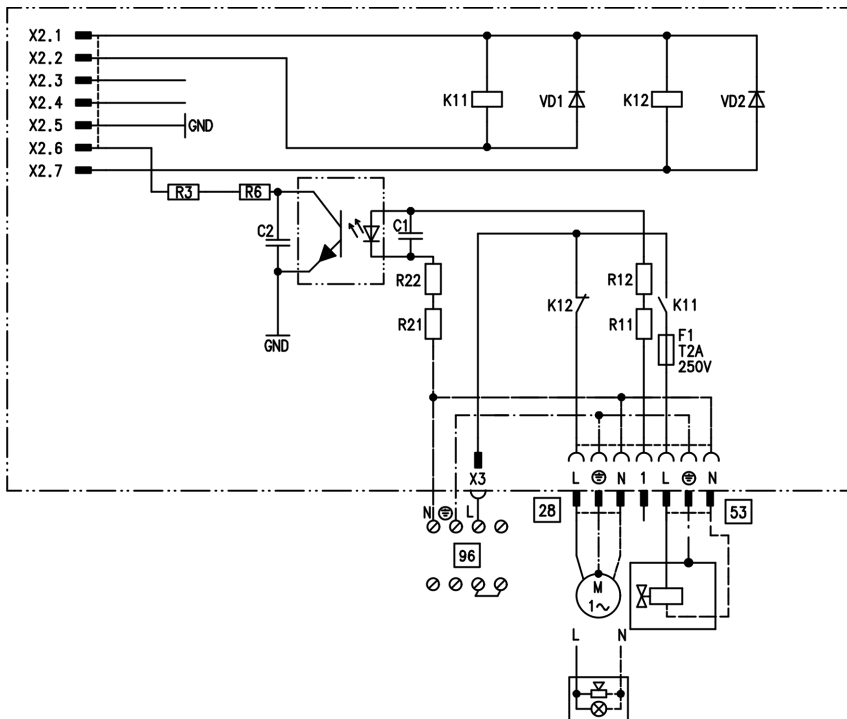 X2.1
X2.2
X2.3
K11
VD1
K12
VD2
X2.4
X2.5
GND
X2.6
X2.7
R3
R6
C2
C1
R22
R12
K12
K11
R21
R11
F1
T2A
250V
GND
X3
L
N
1
L
N
N
L
28
53
96
M
1~
L
N